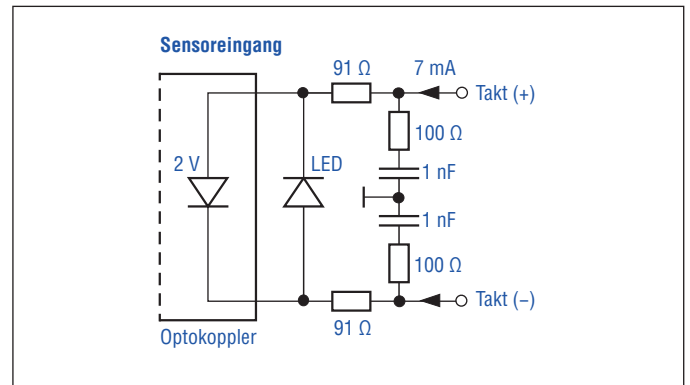 Sensoreingang
91 Ω
7 mA
Takt (+)
100 Ω
2 V
LED
1 nF
1 nF
100 Ω
Takt (–)
91 Ω
Optokoppler